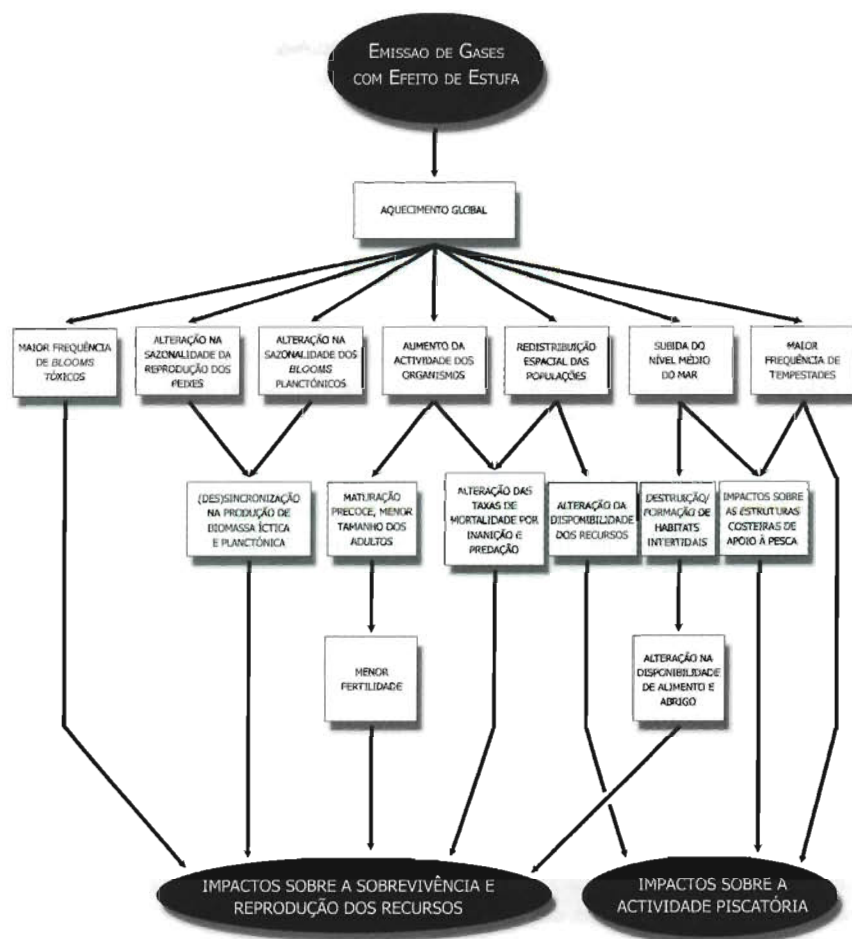 EMISSAO DE GASES
COM EFEITO DE ESTUFA
AQUECIMENTO GLOBAL
MAIOR FREQUÊNCIA
DE BLOOMS
TÓXICOS
ALTERAÇÃO NA
SAZONALIDADE DA
REPRODUÇÃO DOS
PEIXES
ALTERAÇÃO NA
SAZONALIDADE DOS
BLOOMS
PLANCTÓNICOS
AUMENTO DA
ACTIVIDADE DOS
ORGANISMOS
REDISTRIBUIÇÃO
ESPACIAL DAS
POPULAÇÕES
SUBIDA DO
NÍVEL MÉDIO
DO MAR
MAIOR
FREQUÊNCIA DE
TEMPESTADES
(DES)SINCRONIZAÇÃO
NA PRODUÇÃO DE
BIOMASSA ÍCTICA
E PLANCTÓNICA
MATURAÇÃO
PRECOCE, MENOR
TAMANHO DOS
ADULTOS
ALTERAÇÃO DAS
TAXAS DE
MORTALIDADE POR
INANIÇÃO E
PREDAÇÃO
ALTERAÇÃO DA
DISPONIBILIDADE
DOS RECURSOS
DESTRUIÇÃO/
FORMAÇÃO DE
HABITATS
INTERTIDAIS
IMPACTOS SOBRE
AS ESTRUTURAS
COSTEIRAS DE
APOIO À PESCA
MENOR
FERTILIDADE
ALTERAÇÃO NA
DISPONIBILIDADE
DE ALIMENTO E
ABRIGO
IMPACTOS SOBRE A SOBREVIVÊNCIA E
REPRODUÇÃO DOS RECURSOS
IMPACTOS SOBRE A
ACTIVIDADE PISCATÓRIA